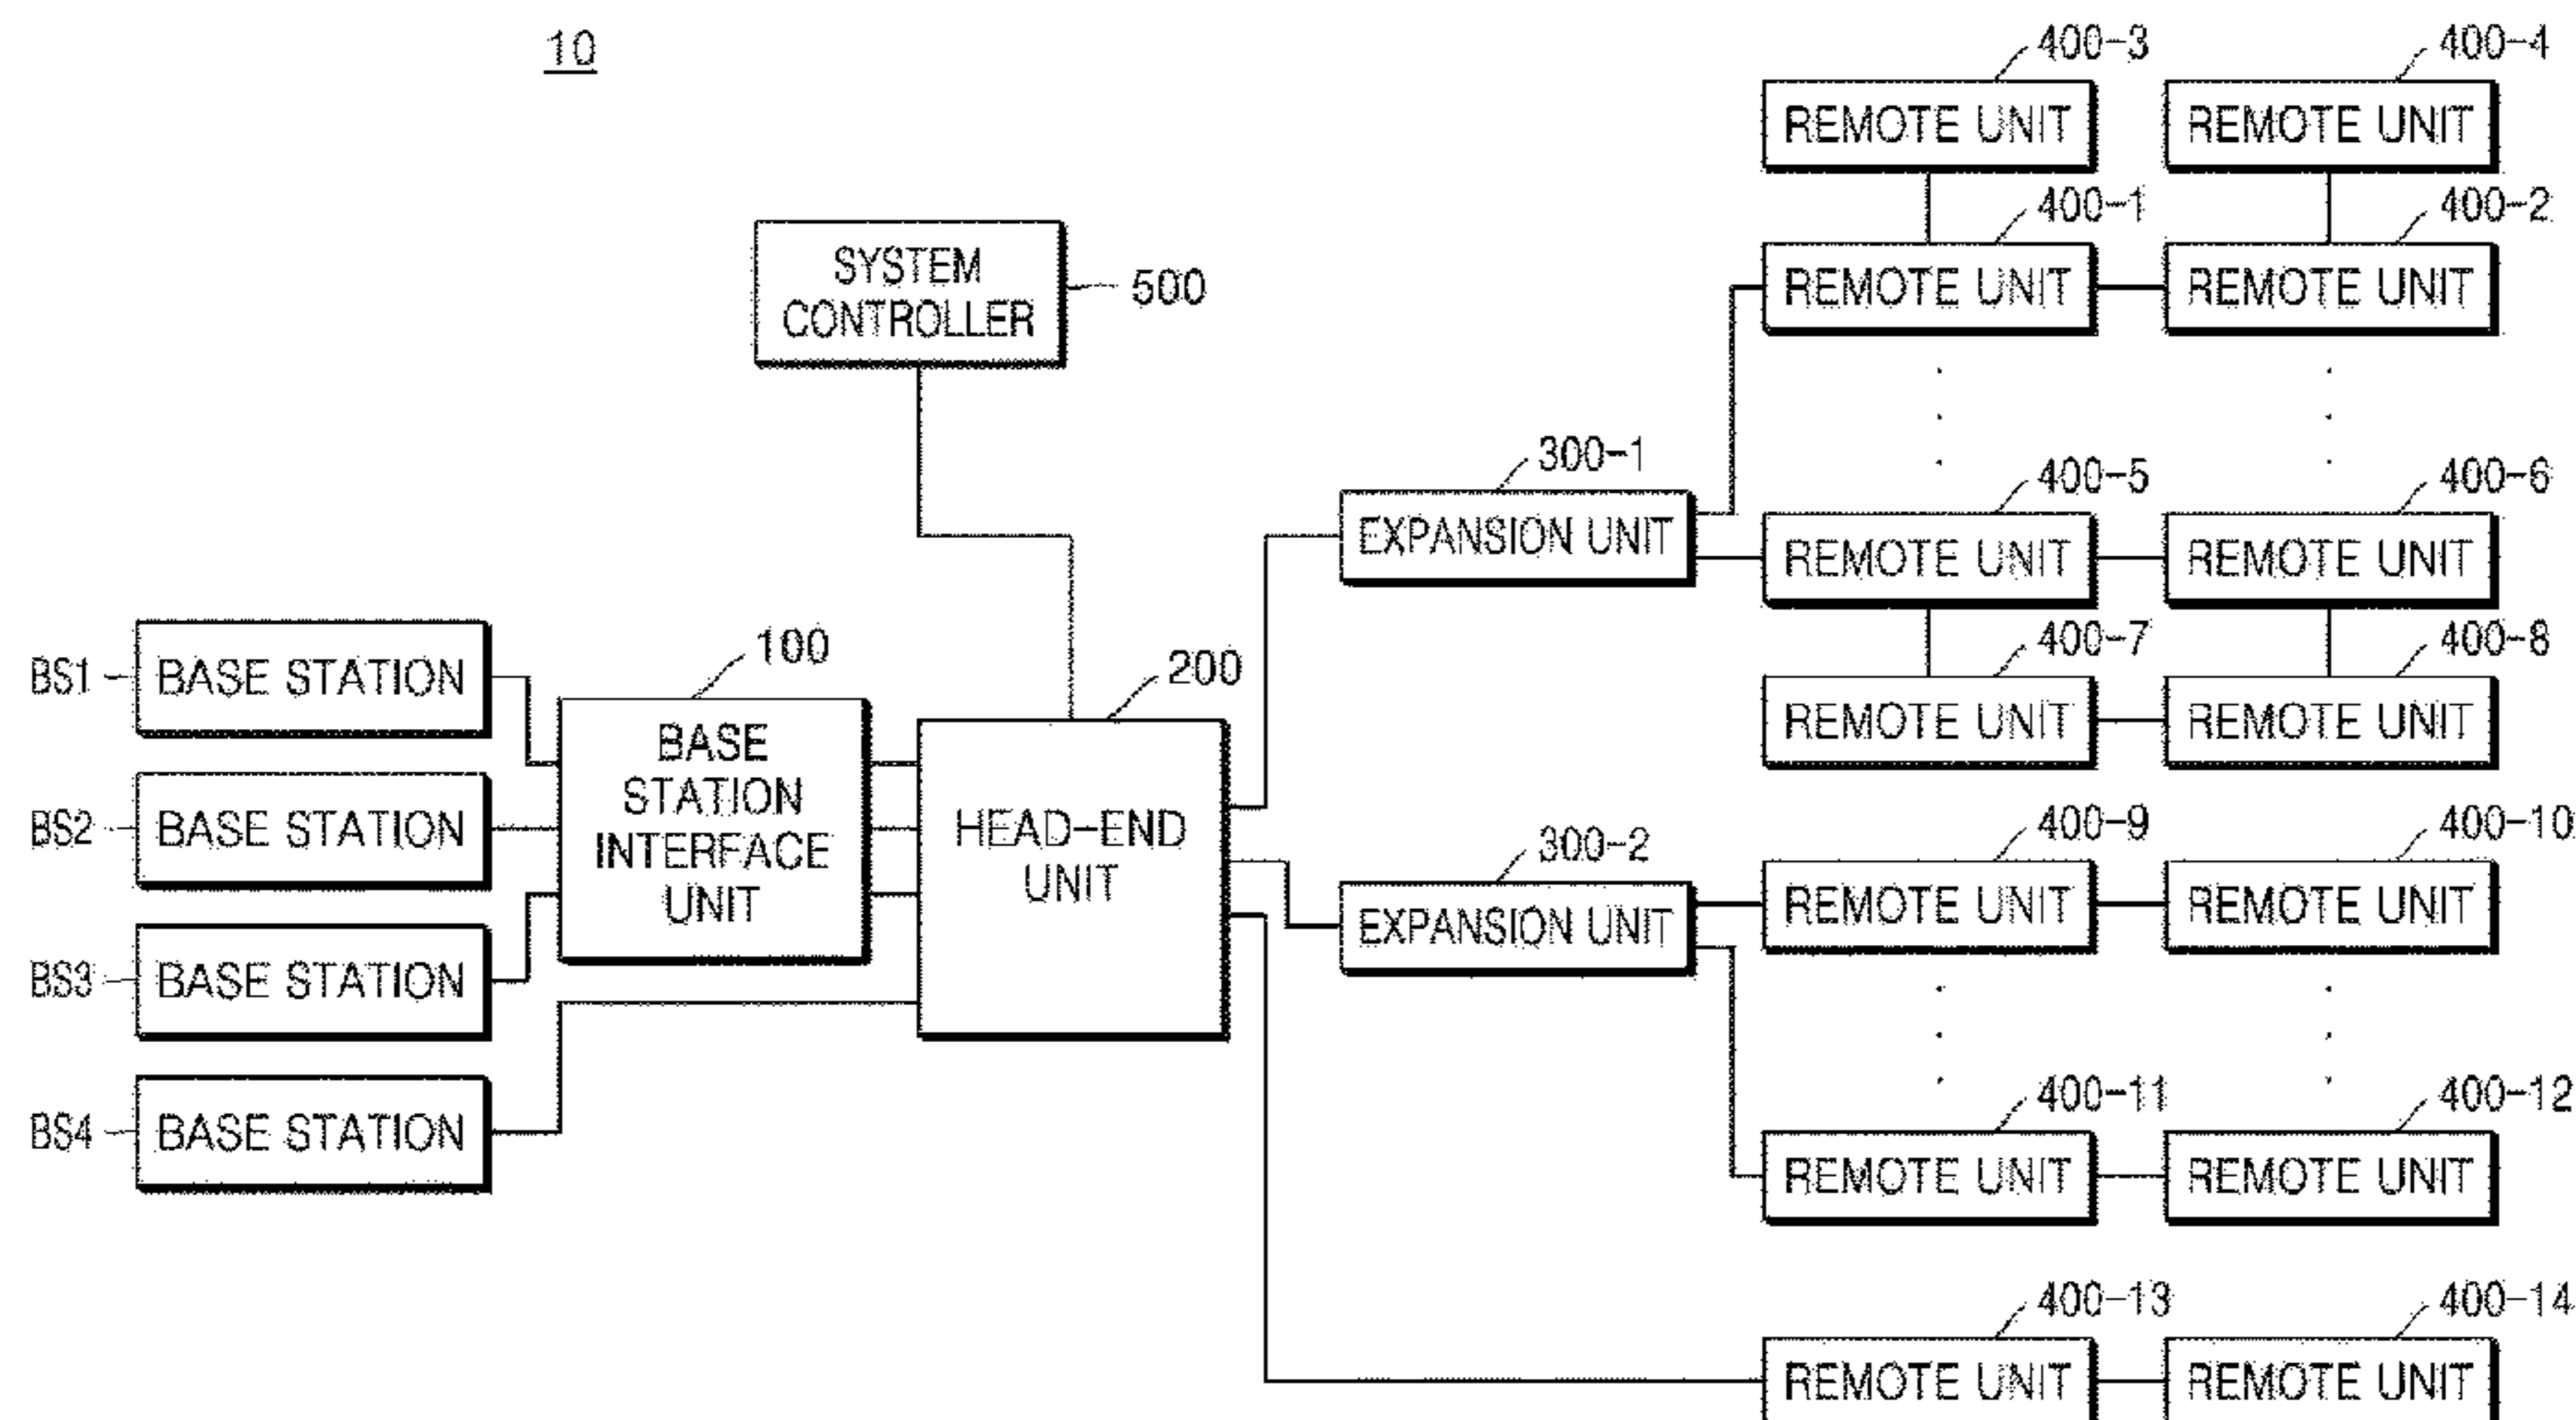 10
400-3
400-4
REMOTE UNIT
REMOTE UNIT
400-1
400-2
REMOTE UNIT
REMOTE UNIT
SYSTEM
CONTROLLER
500
300-1
EXPANSION UNIT
400-5
400-6
REMOTE UNIT
REMOTE UNIT
400-7
400-8
REMOTE UNIT
REMOTE UNIT
BS1
BASE STATION
BS2
BASE STATION
BS3
BASE STATION
BS4
BASE STATION
100
BASE
STATION
INTERFACE
UNIT
200
HEAD-END
UNIT
300-2
EXPANSION UNIT
400-9
400-10
REMOTE UNIT
REMOTE UNIT
400-11
400-12
REMOTE UNIT
REMOTE UNIT
400-13
400-14
REMOTE UNIT
REMOTE UNIT